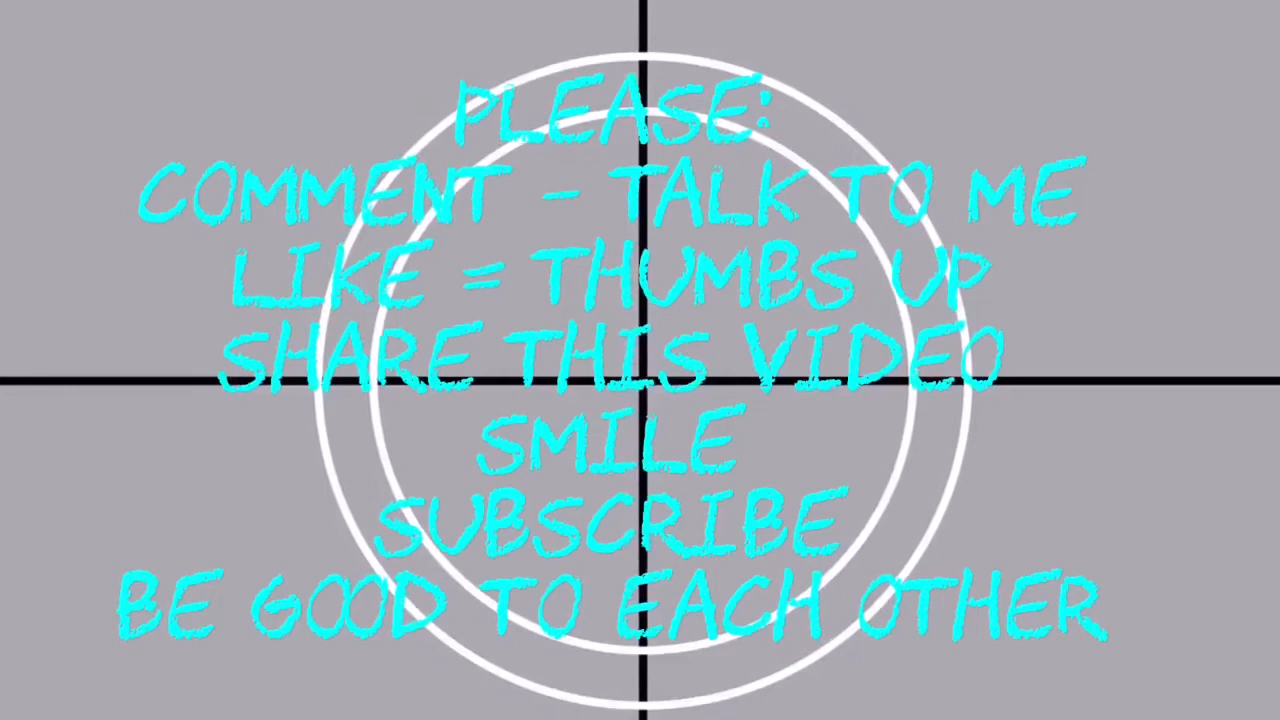 PLEASE:
COMMENT - TALK TO ME
LIKE = THUMBS UP
SHARE THIS VIDEO
SMILE
SUBSCRIBE
BE GOOD TO EACH OTHER